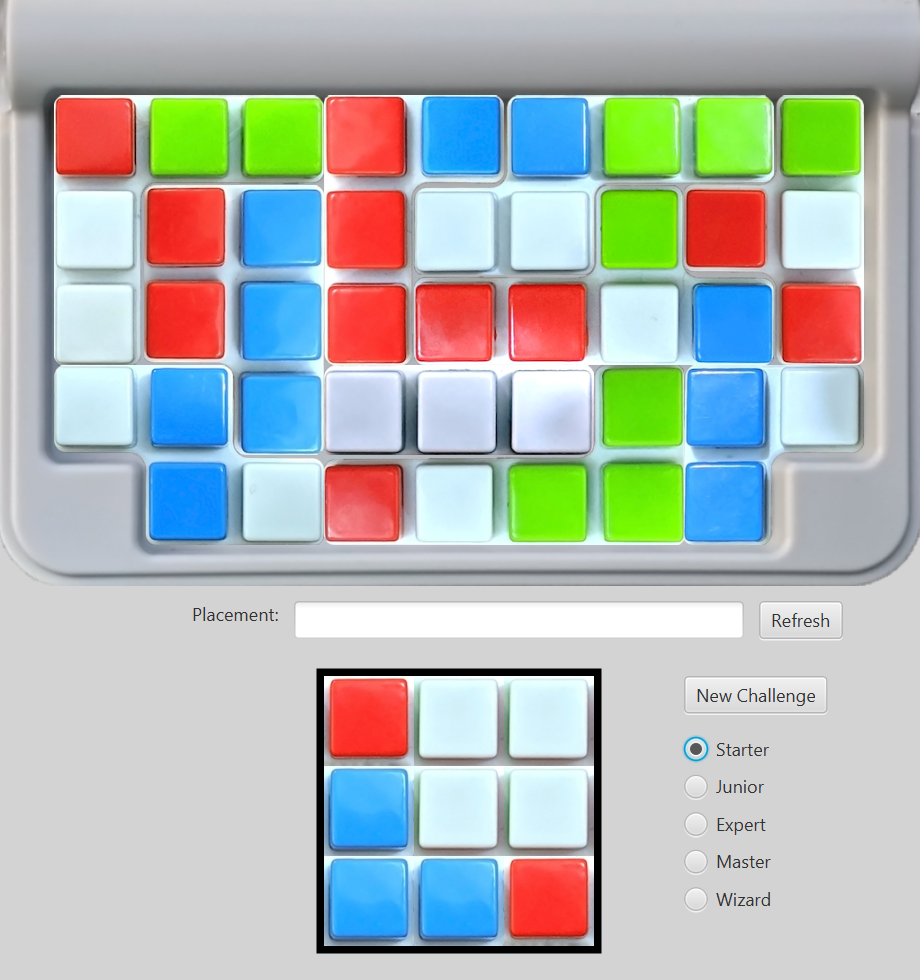 Placement:
Refresh
New Challenge
Starter
Junior
Expert
Master
Wizard